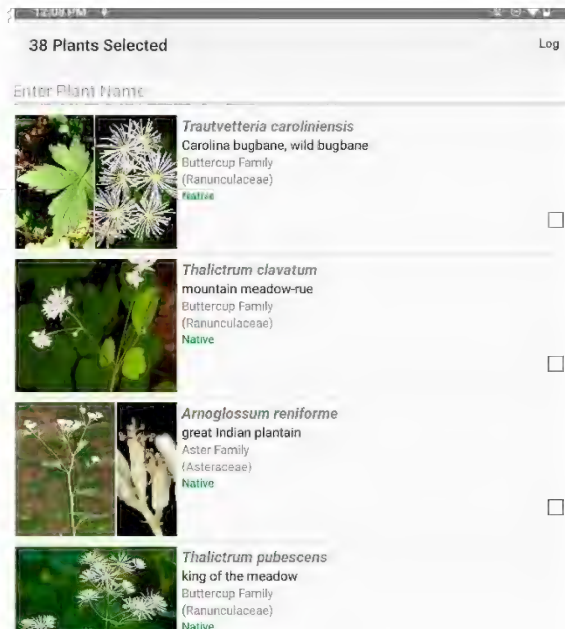 12:08 PM
38 Plants Selected
Log
Enter Plant Name
Trautvetteria caroliniensis
Carolina bugbane, wild bugbane
Buttercup Family
(Ranunculaceae)
Native
Thalictrum clavatum
mountain meadow-rue
Buttercup Family
(Ranunculaceae)
Native
Arnoglossum reniforme
great Indian plantain
Aster Family
(Asteraceae)
Native
Thalictrum pubescens
king of the meadow
Buttercup Family
(Ranunculaceae)
Native